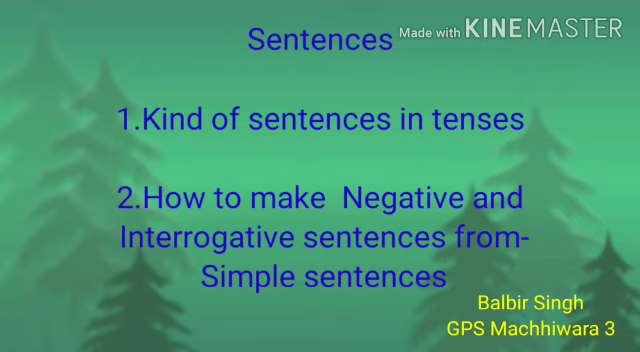 Sentences
Made with KINEMASTER
1.Kind of sentences in tenses
2.How to make Negative and
Interrogative sentences from-
Simple sentences
Balbir Singh
GPS Machhiwara 3